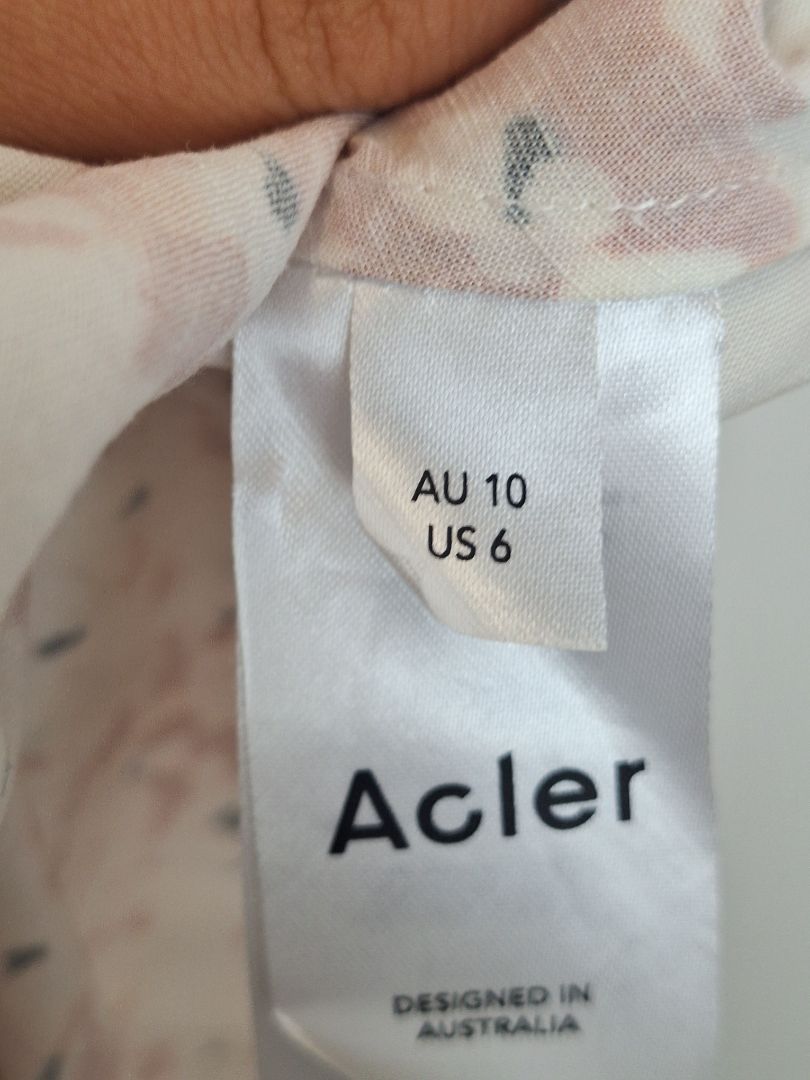 AU 10
US 6
Acler
DESIGNED IN
AUSTRALIA